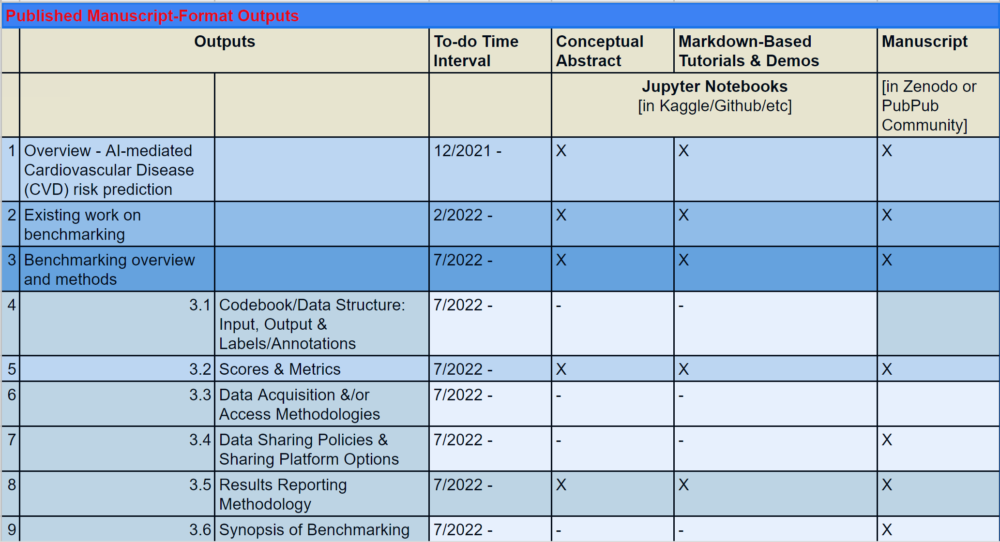 Published Manuscript-Format Outputs
Outputs
To-do Time
Interval
Conceptual
Abstract
Markdown-Based
Tutorials & Demos
Manuscript
Jupyter Notebooks
[in Kaggle/Github/etc]
[in Zenodo or
PubPub
Community]
1
Overview - AI-mediated
Cardiovascular Disease
(CVD) risk prediction
12/2021 -
X
X
X
2
Existing work on
benchmarking
2/2022 -
X
X
X
3
Benchmarking overview
and methods
7/2022 -
X
X
X
4
3.1
Codebook/Data Structure:
Input, Output &
Labels/Annotations
7/2022 -
-
-
5
3.2
Scores & Metrics
7/2022 -
X
X
X
6
3.3
Data Acquisition &/or
Access Methodologies
7/2022 -
-
-
7
3.4
Data Sharing Policies &
Sharing Platform Options
7/2022 -
-
-
X
8
3.5
Results Reporting
Methodology
7/2022 -
X
X
X
9
3.6
Synopsis of Benchmarking
7/2022 -
-
-
X